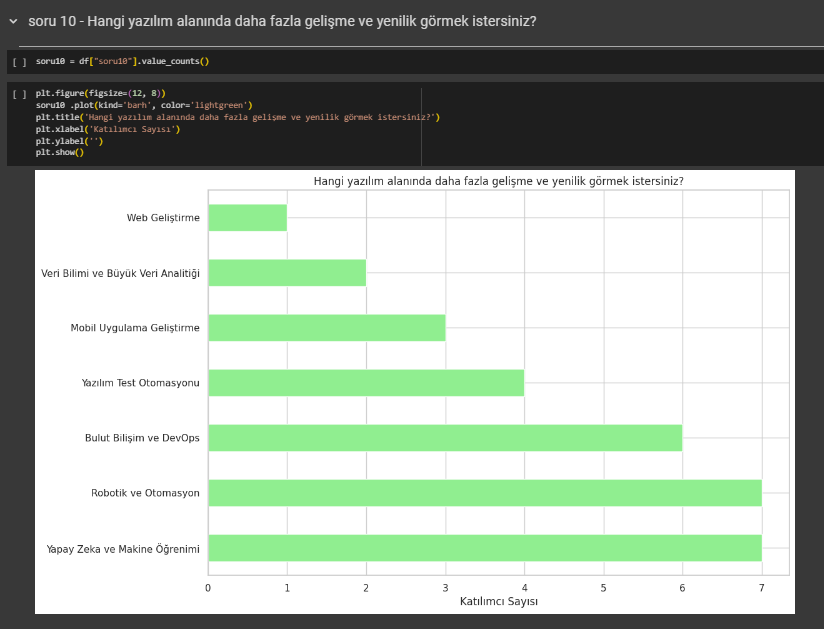 soru 10 - Hangi yazılım alanında daha fazla gelişme ve yenilik görmek istersiniz?
[ ] soru10 = df["soru10"].value_counts()
[ ] plt.figure(figsize=(12, 8))
soru10 .plot(kind='barh', color='lightgreen')
plt.title('Hangi yazılım alanında daha fazla gelişme ve yenilik görmek istersiniz?')
plt.xlabel('Katılımcı Sayısı')
plt.ylabel('')
plt.show()
Hangi yazılım alanında daha fazla gelişme ve yenilik görmek istersiniz?
Web Geliştirme
Veri Bilimi ve Büyük Veri Analitiği
Mobil Uygulama Geliştirme
Yazılım Test Otomasyonu
Bulut Bilişim ve DevOps
Robotik ve Otomasyon
Yapay Zeka ve Makine Öğrenimi
0 1 2 3 4 5 6 7
Katılımcı Sayısı